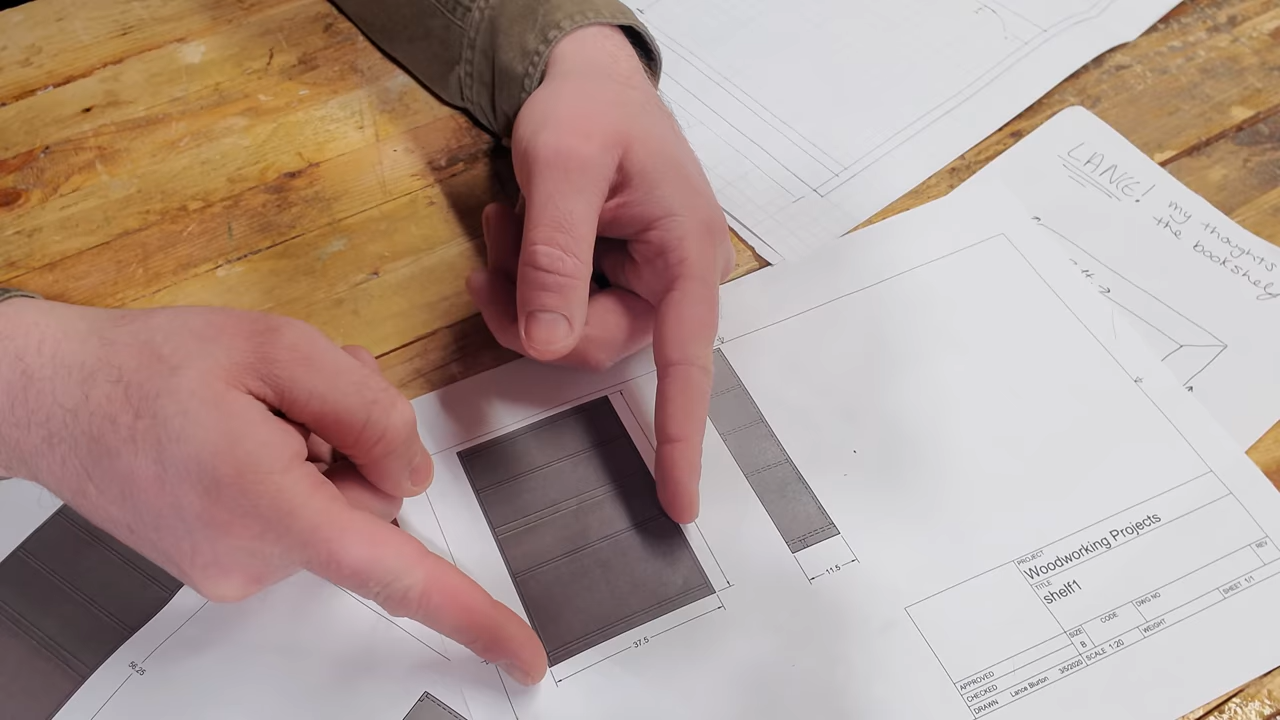 LANCE!
my thoughts
the bookshelf
11.5
37.5
56.25
PROJECT
Woodworking Projects
TITLE
shelf1
APPROVED
CHECKED
DRAWN Lance Blurton 3/5/2020
SIZE
B
CODE
DWG NO
REV
SCALE 1:20
WEIGHT
SHEET 1/1